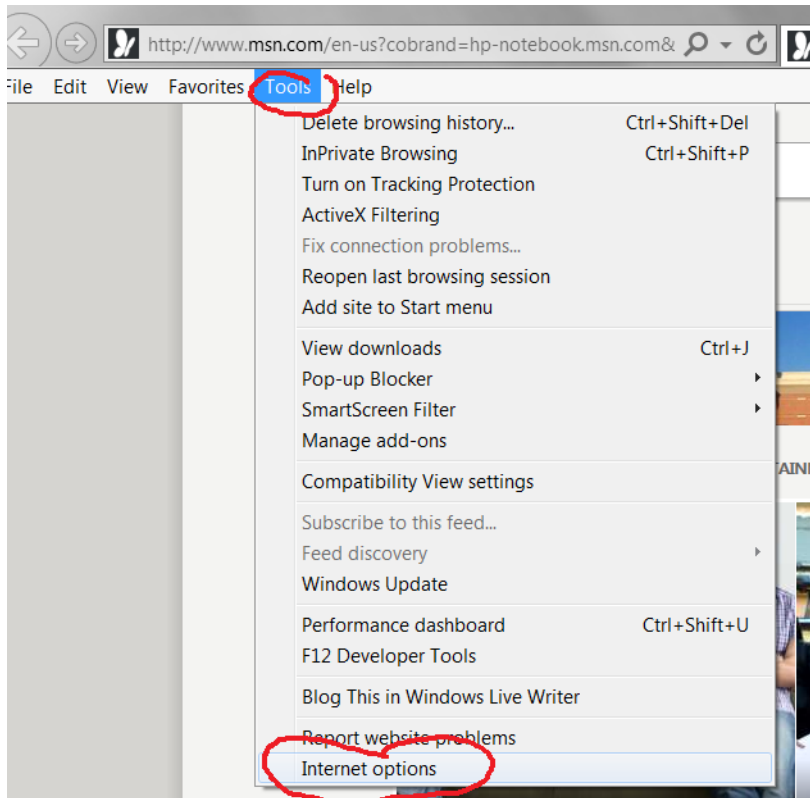 http://www.msn.com/en-us?cobrand=hp-notebook.msn.com&
File Edit View Favorites Tools Help
Delete browsing history... Ctrl+Shift+Del
InPrivate Browsing Ctrl+Shift+P
Turn on Tracking Protection
ActiveX Filtering
Fix connection problems...
Reopen last browsing session
Add site to Start menu
View downloads Ctrl+J
Pop-up Blocker
SmartScreen Filter
Manage add-ons
Compatibility View settings
Subscribe to this feed...
Feed discovery
Windows Update
Performance dashboard Ctrl+Shift+U
F12 Developer Tools
Blog This in Windows Live Writer
Report website problems
Internet options